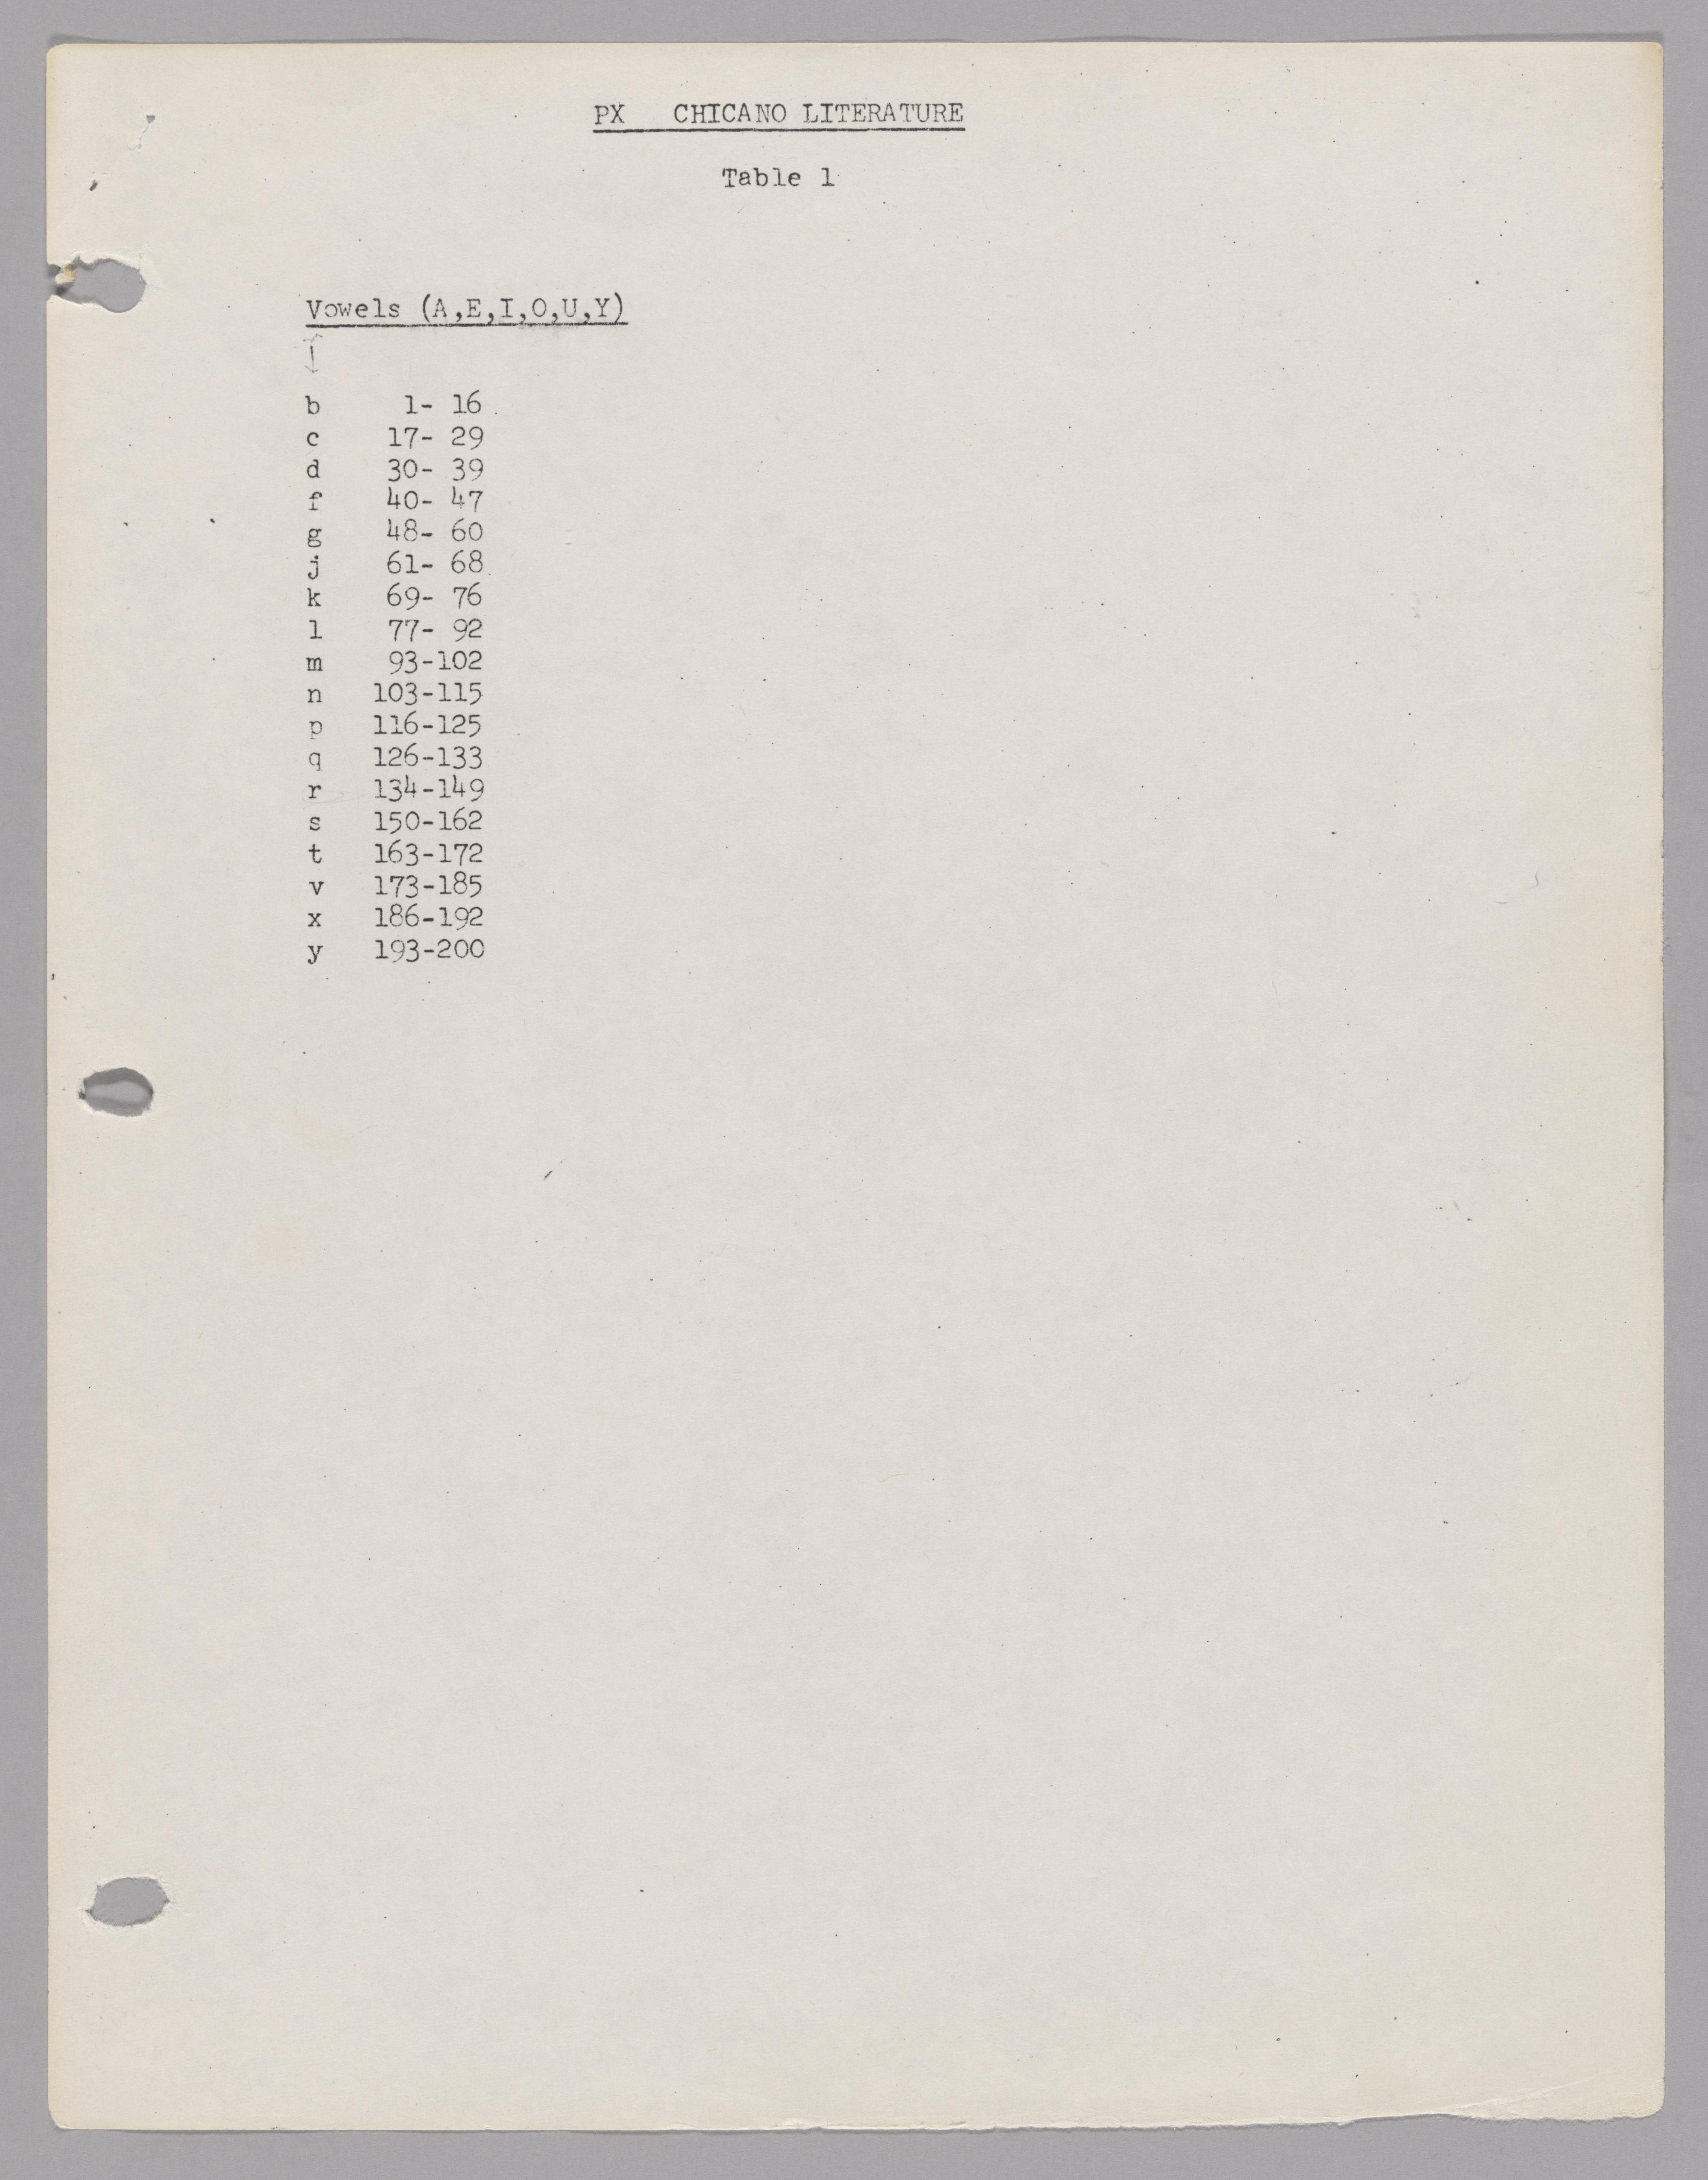 PX CHICANO LITERATURE
Table 1
Vowels (A,E,I,O,U,Y)
b 1- 16
c 17- 29
d 30- 39
f 40- 47
g 48- 60
j 61- 68
k 69- 76
l 77- 92
m 93-102
n 103-115
p 116-125
q 126-133
r 134-149
s 150-162
t 163-172
v 173-185
x 186-192
y 193-200